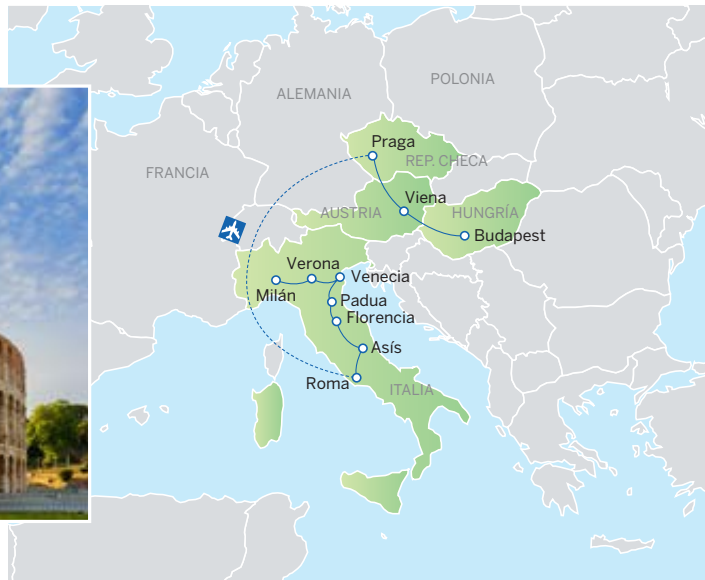 POLONIA
ALEMANIA
Praga
REP. CHECA
FRANCIA
Viena
AUSTRIA
HUNGRÍA
Budapest
Verona
Venecia
Milán
Padua
Florencia
Asís
Roma
ITALIA